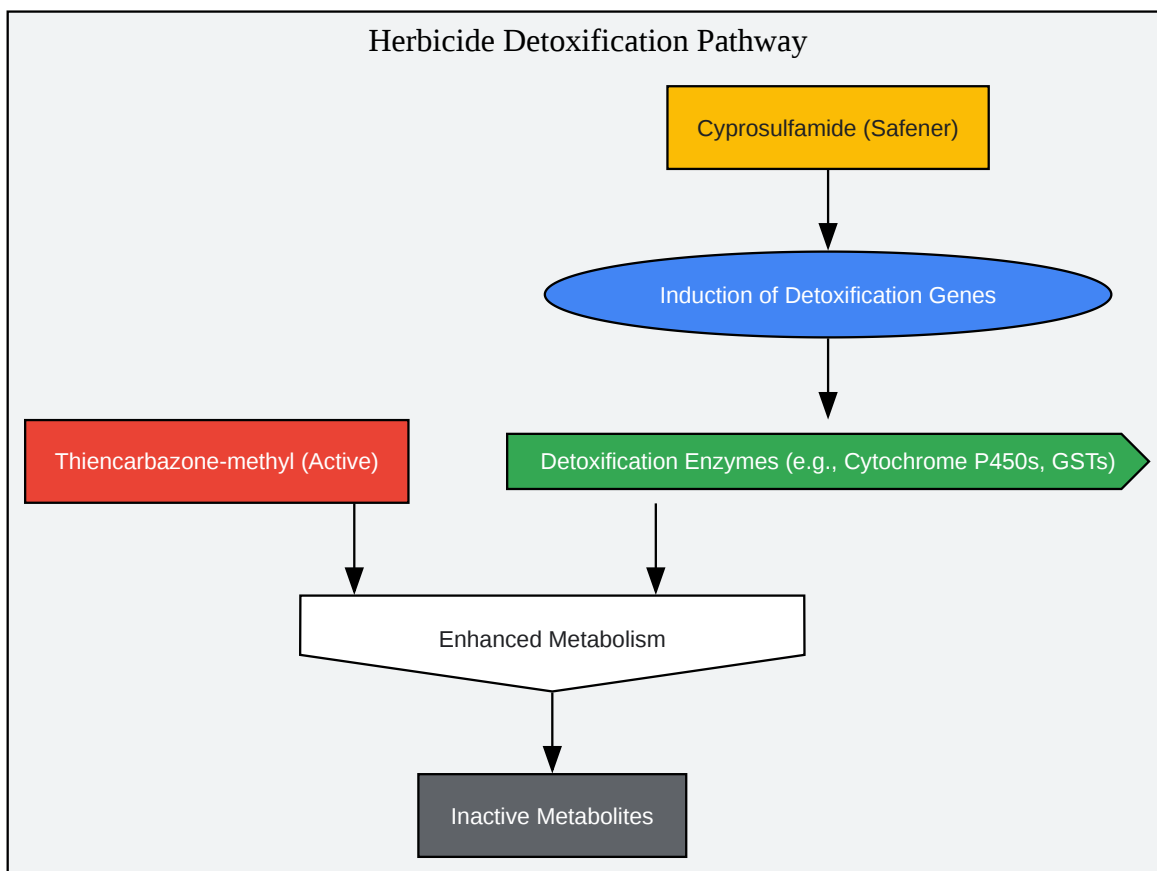 Herbicide Detoxification Pathway
Cyprosulfamide (Safener)
Induction of Detoxification Genes
Thiencarbazone-methyl (Active)
Detoxification Enzymes (e.g., Cytochrome P450s, GSTs)
Enhanced Metabolism
Inactive Metabolites